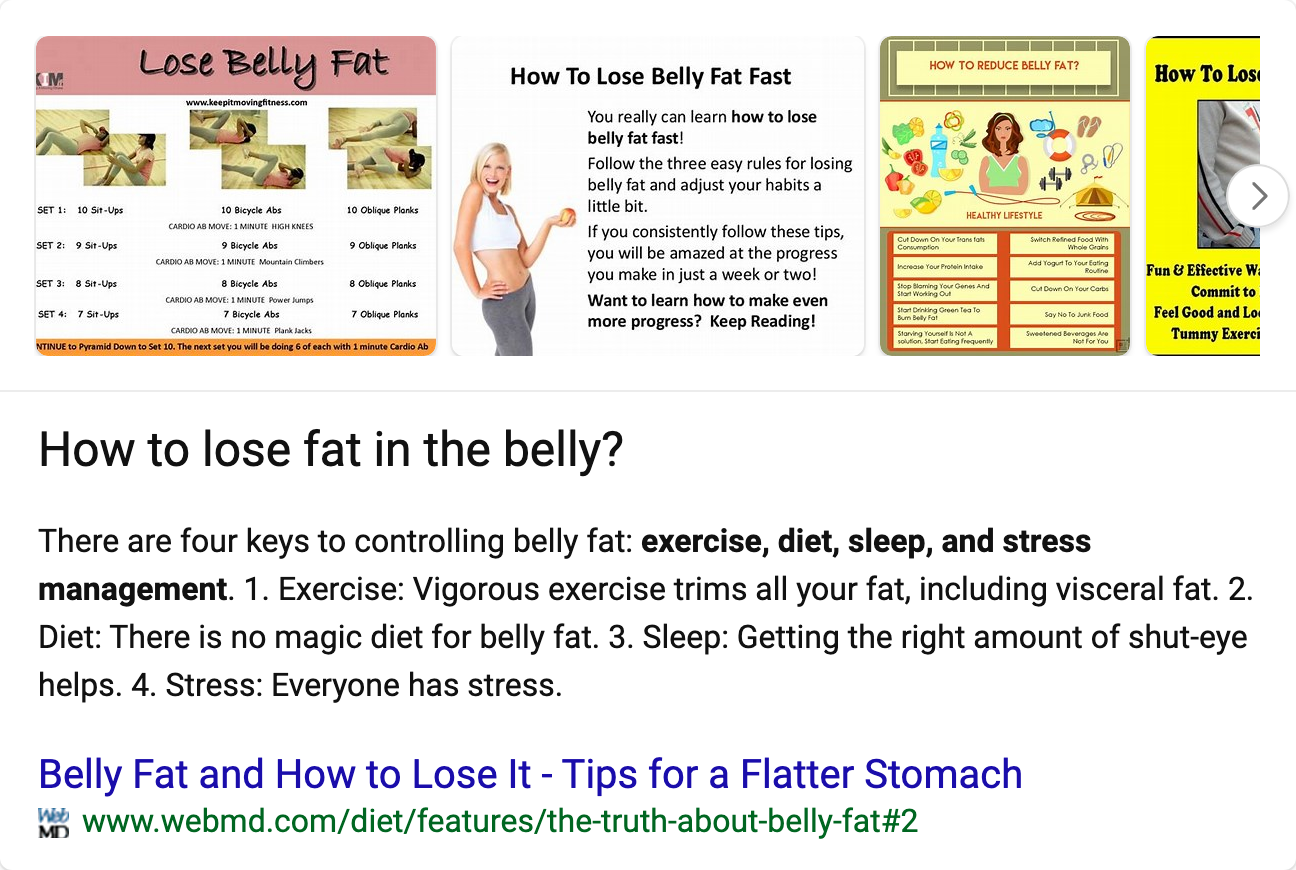 Lose Belly Fat
www.keepitmovingfitness.com
SET 1: 10 Sit-Ups 10 Bicycle Abs 10 Oblique Planks
CARDIO AB MOVE: 1 MINUTE HIGH KNEES
SET 2: 9 Sit-Ups 9 Bicycle Abs 9 Oblique Planks
CARDIO AB MOVE: 1 MINUTE Mountain Climbers
SET 3: 8 Sit-Ups 8 Bicycle Abs 8 Oblique Planks
CARDIO AB MOVE: 1 MINUTE Power Jumps
SET 4: 7 Sit-Ups 7 Bicycle Abs 7 Oblique Planks
CARDIO AB MOVE: 1 MINUTE Plank Jacks
NTINUE to Pyramid Down to Set 10. The next set you will be doing 6 of each with 1 minute Cardio Ab
How To Lose Belly Fat Fast
You really can learn how to lose
belly fat fast!
Follow the three easy rules for losing
belly fat and adjust your habits a
little bit.
If you consistently follow these tips,
you will be amazed at the progress
you make in just a week or two!
Want to learn how to make even
more progress? Keep Reading!
HOW TO REDUCE BELLY FAT?
HEALTHY LIFESTYLE
Cut Down On Your Trans fats
Consumption
Increase Your Protein Intake
Stop Blaming Your Genes And
Start Working Out
Start Drinking Green Tea To
Burn Belly Fat
Starving Yourself Is Not A
solution, Start Eating Frequently
Switch Refined Food With
Whole Grains
Add Yogurt To Your Eating
Routine
Cut Down On Your Carbs
Say No To Junk Food
Sweetened Beverages Are
Not For You
How To Lose
Fun & Effective Wa
Commit to
Feel Good and Loo
Tummy Exerci
How to lose fat in the belly?
There are four keys to controlling belly fat: exercise, diet, sleep, and stress
management. 1. Exercise: Vigorous exercise trims all your fat, including visceral fat. 2.
Diet: There is no magic diet for belly fat. 3. Sleep: Getting the right amount of shut-eye
helps. 4. Stress: Everyone has stress.
Belly Fat and How to Lose It - Tips for a Flatter Stomach
Web
MD
www.webmd.com/diet/features/the-truth-about-belly-fat#2